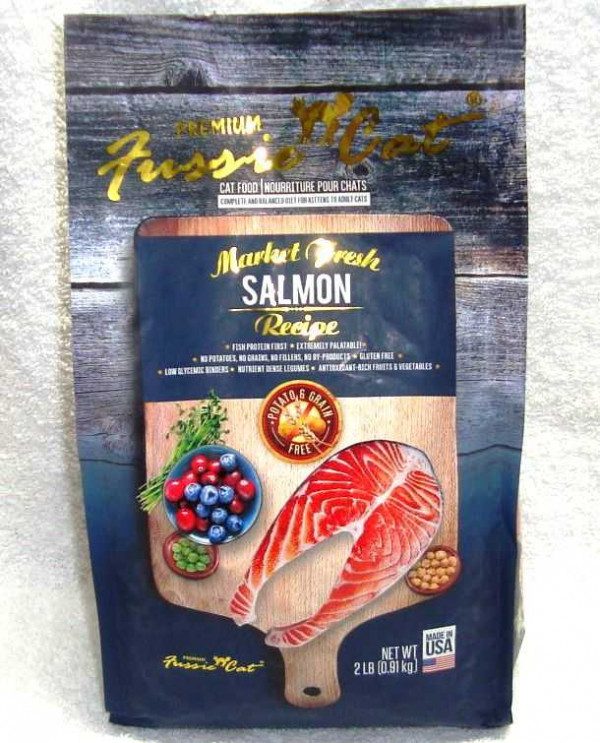 PREMIUM
Fussie Cat®
CAT FOOD | NOURRITURE POUR CHATS
COMPLETE AND BALANCED DIET FOR KITTENS TO ADULT CATS
Market Fresh
SALMON
Recipe
• FISH PROTEIN FIRST • EXTREMELY PALATABLE!
• NO POTATOES, NO GRAINS, NO FILLERS, NO BY-PRODUCTS • GLUTEN FREE •
• LOW GLYCEMIC BINDERS • NUTRIENT DENSE LEGUMES • ANTIOXIDANT-RICH FRUITS & VEGETABLES •
• POTATO & GRAIN •
FREE
MADE IN
USA
NET WT
2 LB (0.91 kg)
PREMIUM
Fussie Cat